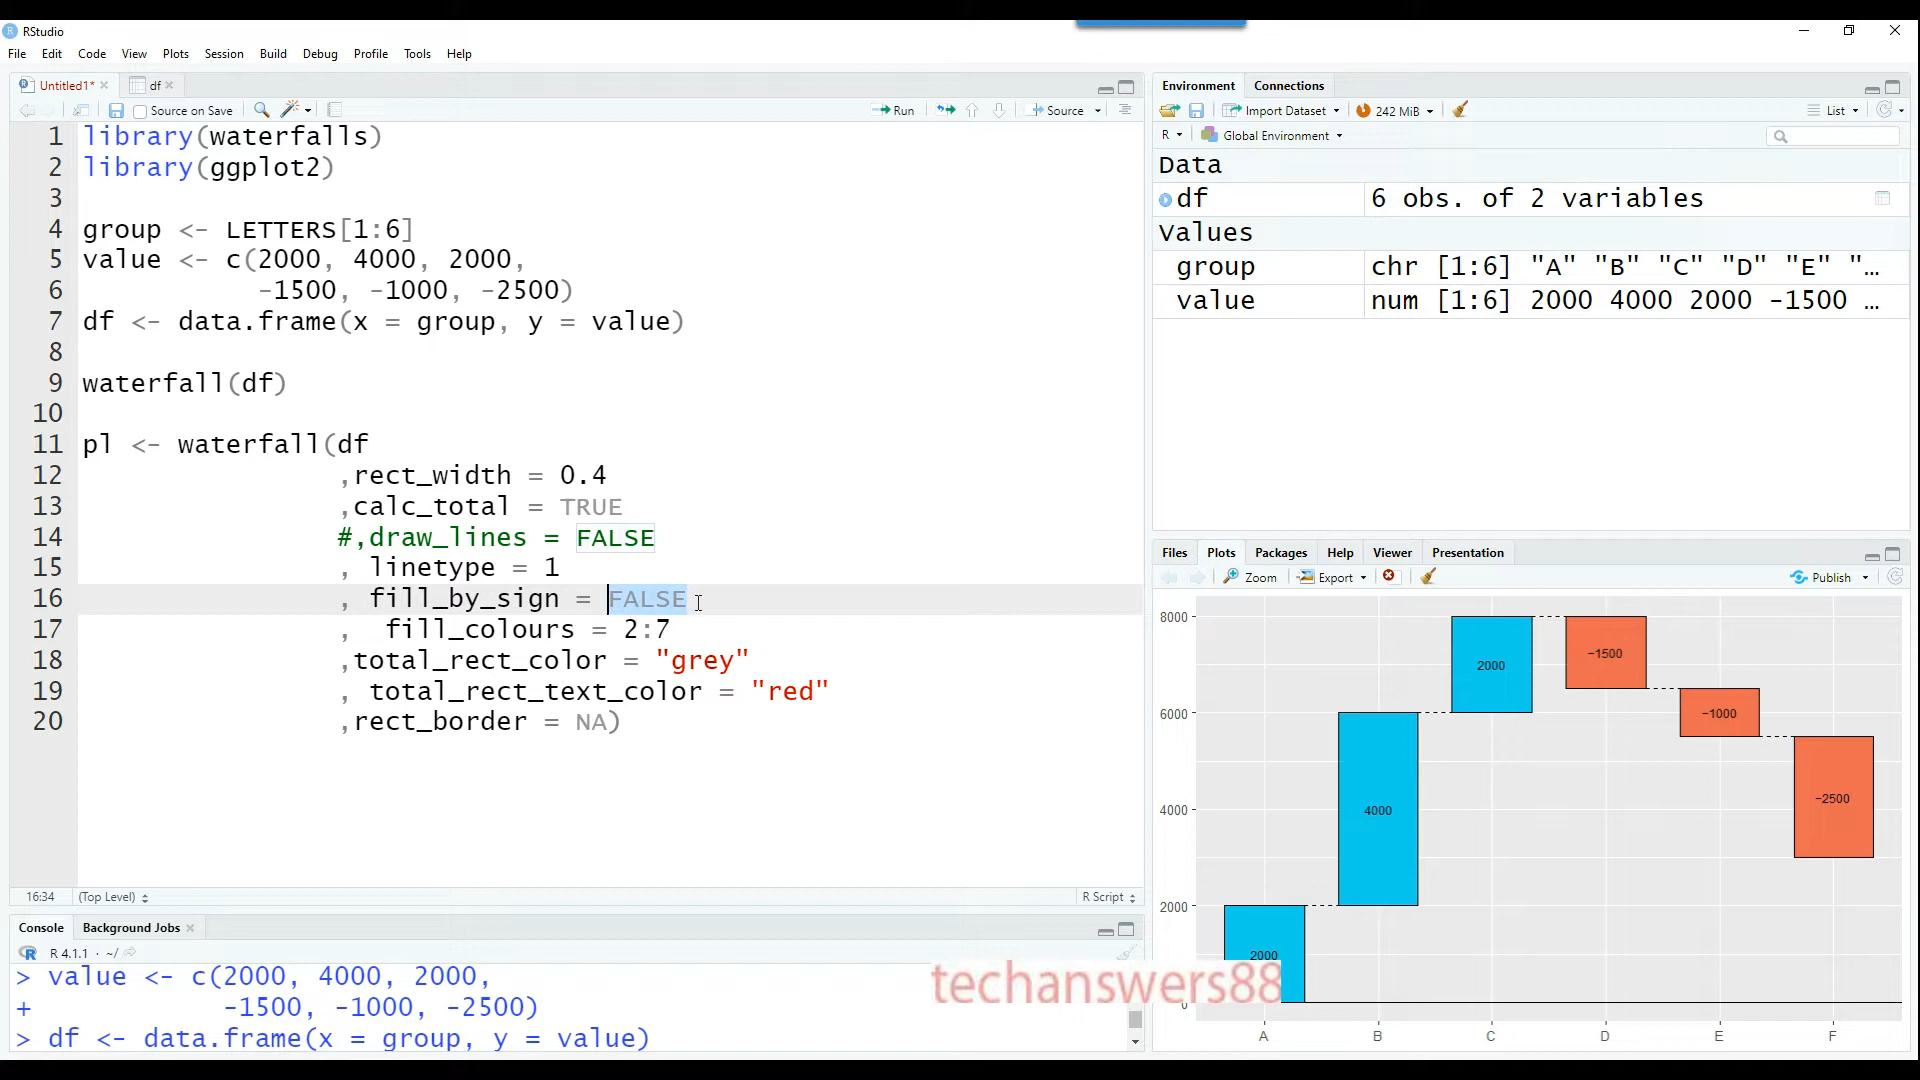 RStudio
File Edit Code View Plots Session Build Debug Profile Tools Help
Untitled1* df
Source on Save Run Source
1 library(waterfalls)
2 library(ggplot2)
3
4 group <- LETTERS[1:6]
5 value <- c(2000, 4000, 2000,
6 -1500, -1000, -2500)
7 df <- data.frame(x = group, y = value)
8
9 waterfall(df)
10
11 pl <- waterfall(df
12 ,rect_width = 0.4
13 ,calc_total = TRUE
14 #,draw_lines = FALSE
15 , linetype = 1
16 , fill_by_sign = FALSE
17 , fill_colours = 2:7
18 ,total_rect_color = "grey"
19 , total_rect_text_color = "red"
20 ,rect_border = NA)
16:34 (Top Level) R Script
Console Background Jobs
R 4.1.1 · ~/
> value <- c(2000, 4000, 2000,
+ -1500, -1000, -2500)
> df <- data.frame(x = group, y = value)
Environment Connections
Import Dataset 242 MiB List
R Global Environment
Data
df 6 obs. of 2 variables
Values
group chr [1:6] "A" "B" "C" "D" "E" "…
value num [1:6] 2000 4000 2000 -1500 …
Files Plots Packages Help Viewer Presentation
Zoom Export Publish
8000
6000
4000
2000
0
2000
4000
2000
−1500
−1000
−2500
A B C D E F
techanswers88